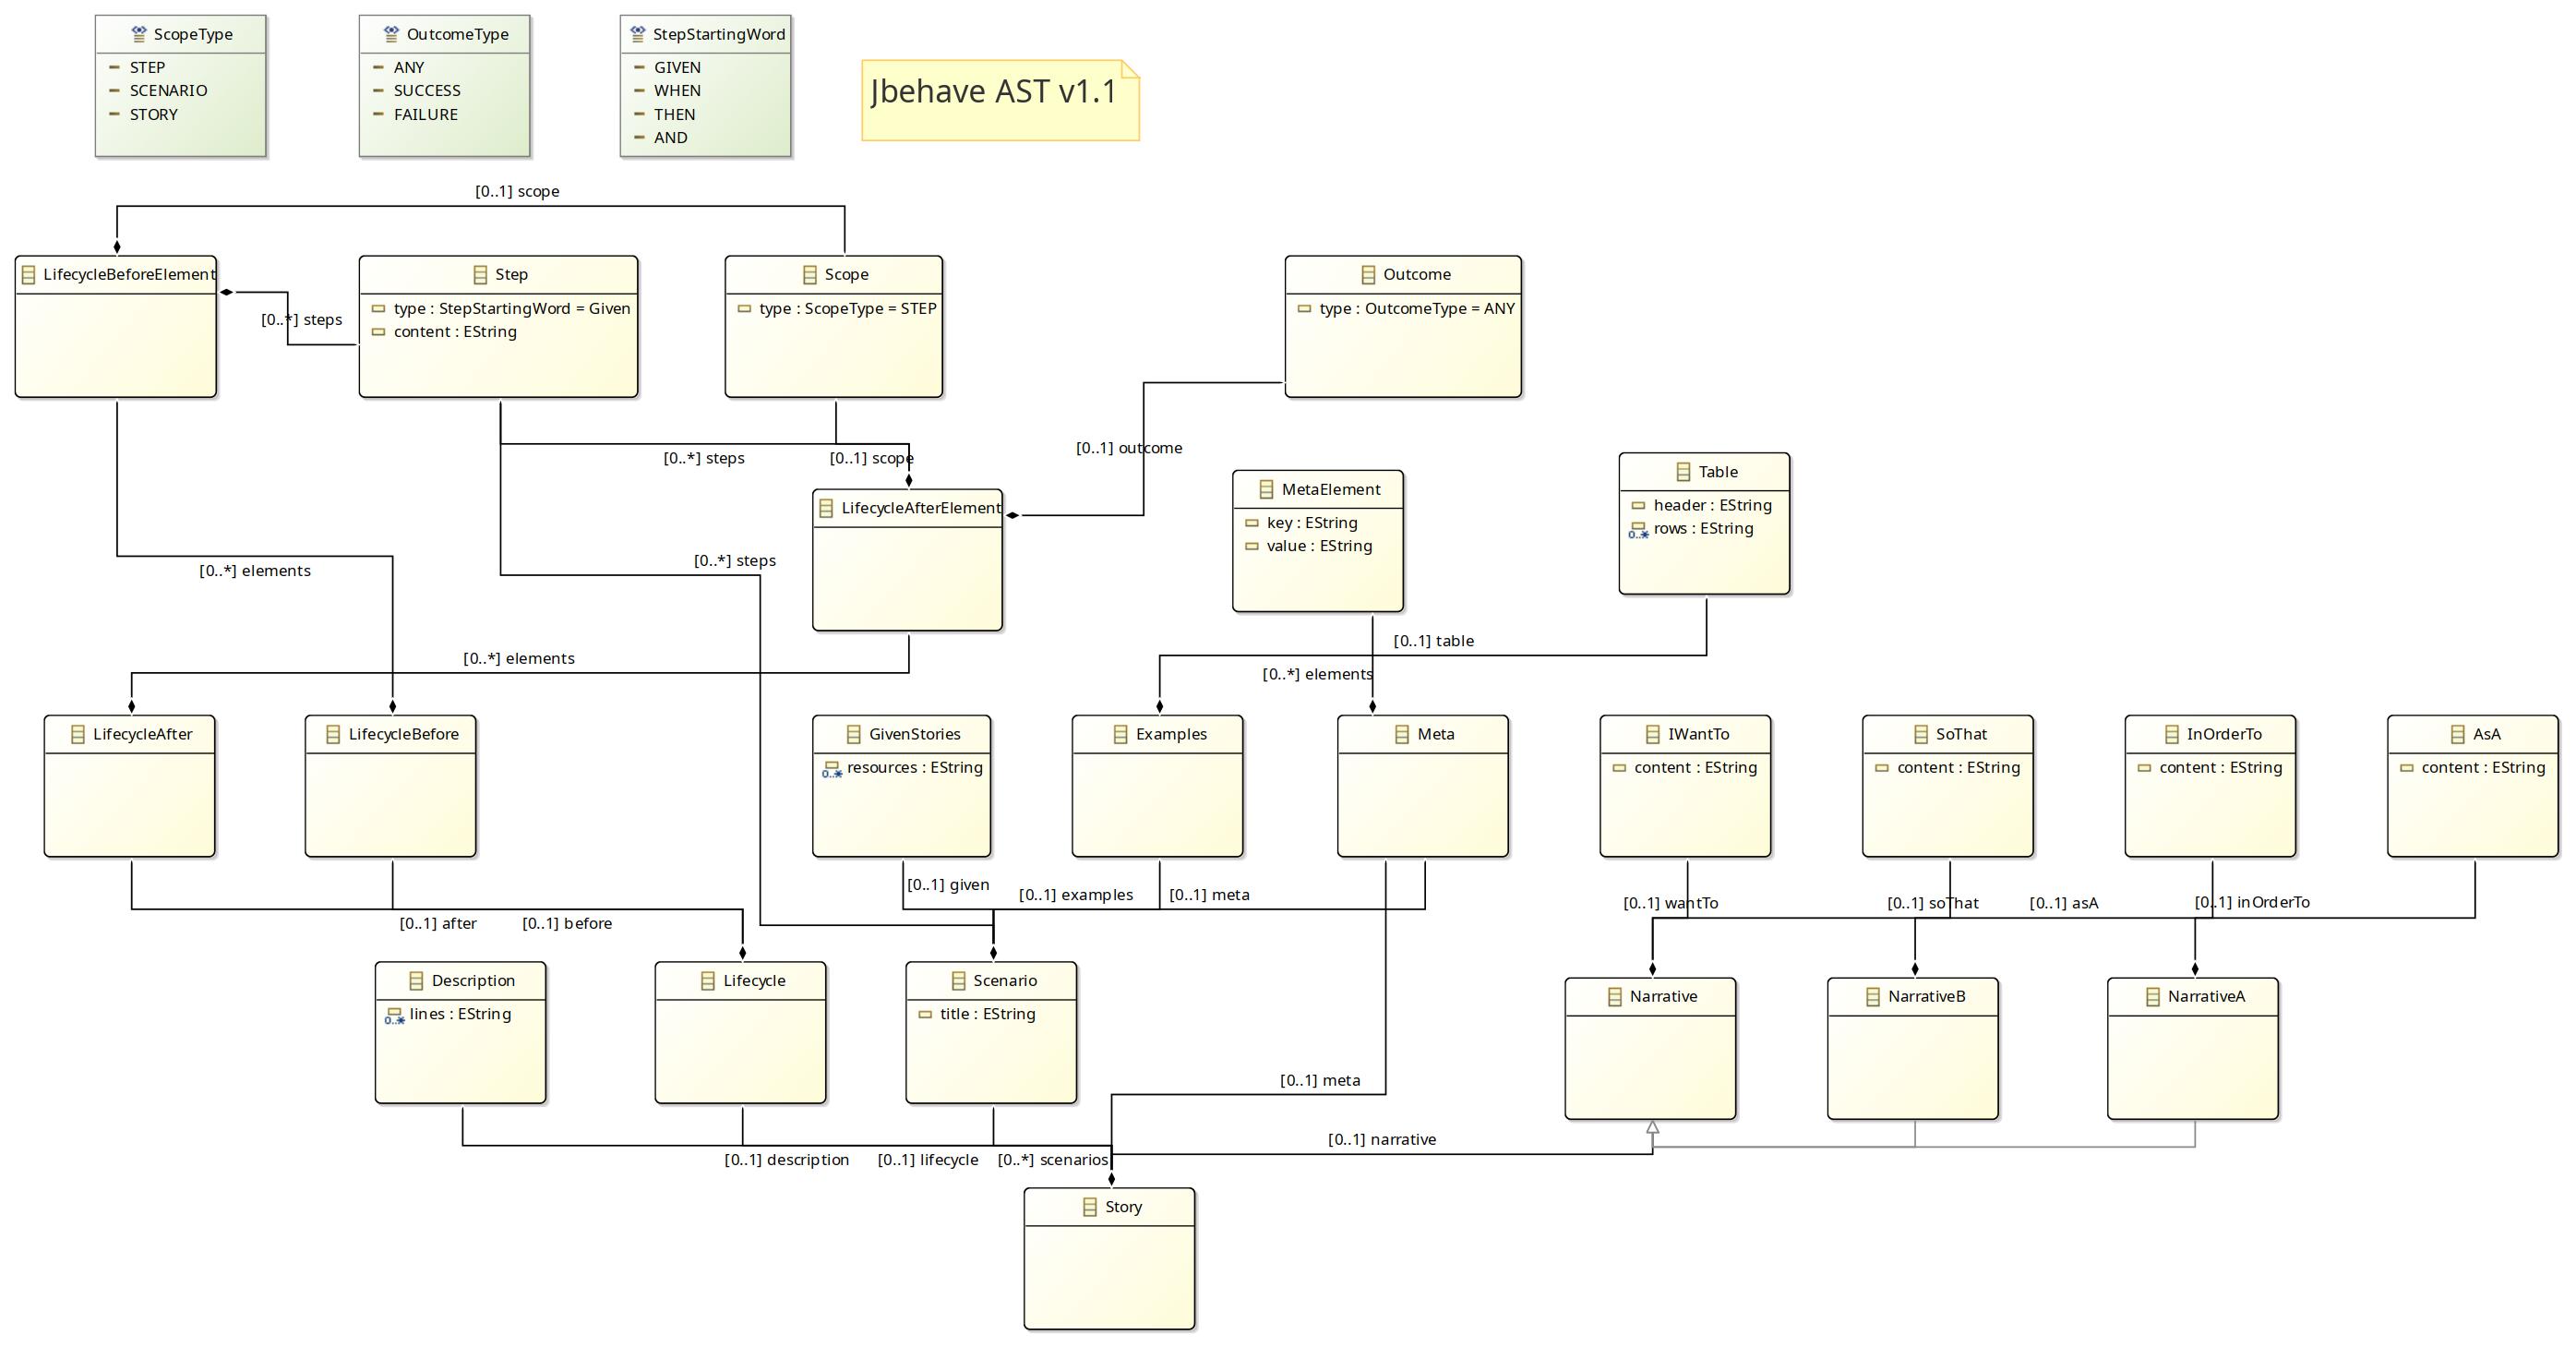 ScopeType
STEP
SCENARIO
STORY
OutcomeType
ANY
SUCCESS
FAILURE
StepStartingWord
GIVEN
WHEN
THEN
AND
Jbehave AST v1.1
[0..1] scope
LifecycleBeforeElement
[0..*] steps
Step
type : StepStartingWord = Given
content : EString
Scope
type : ScopeType = STEP
Outcome
type : OutcomeType = ANY
[0..*] steps
[0..1] scope
[0..1] outcome
LifecycleAfterElement
MetaElement
key : EString
value : EString
Table
header : EString
0..* rows : EString
[0..*] elements
[0..*] steps
[0..*] elements
[0..1] table
[0..*] elements
LifecycleAfter
LifecycleBefore
GivenStories
0..* resources : EString
Examples
Meta
IWantTo
content : EString
SoThat
content : EString
InOrderTo
content : EString
AsA
content : EString
[0..1] after
[0..1] before
[0..1] given
[0..1] examples
[0..1] meta
[0..1] wantTo
[0..1] soThat
[0..1] asA
[0..1] inOrderTo
Description
0..* lines : EString
Lifecycle
Scenario
title : EString
Narrative
NarrativeB
NarrativeA
[0..1] meta
[0..1] narrative
[0..1] description
[0..1] lifecycle
[0..*] scenarios
Story